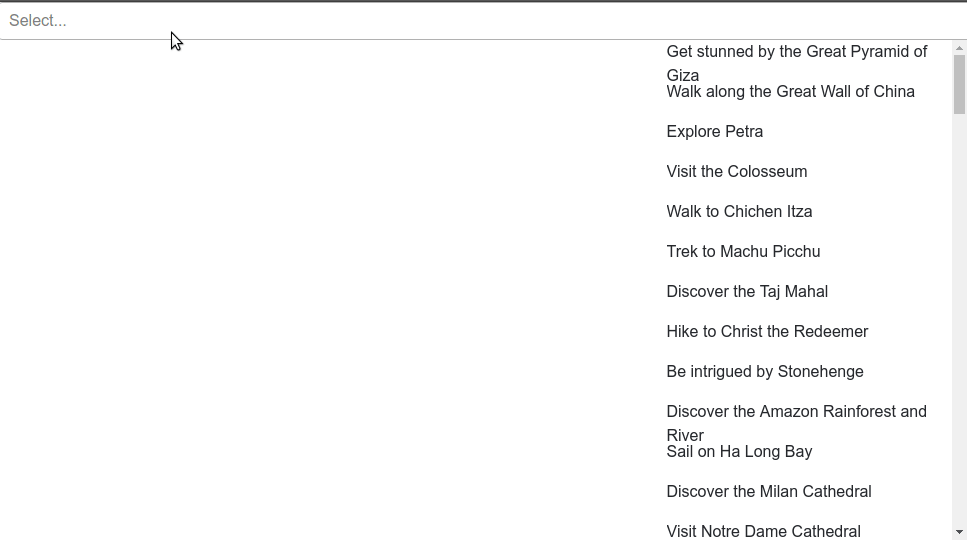 Select...
Get stunned by the Great Pyramid of
Giza
Walk along the Great Wall of China
Explore Petra
Visit the Colosseum
Walk to Chichen Itza
Trek to Machu Picchu
Discover the Taj Mahal
Hike to Christ the Redeemer
Be intrigued by Stonehenge
Discover the Amazon Rainforest and
River
Sail on Ha Long Bay
Discover the Milan Cathedral
Visit Notre Dame Cathedral